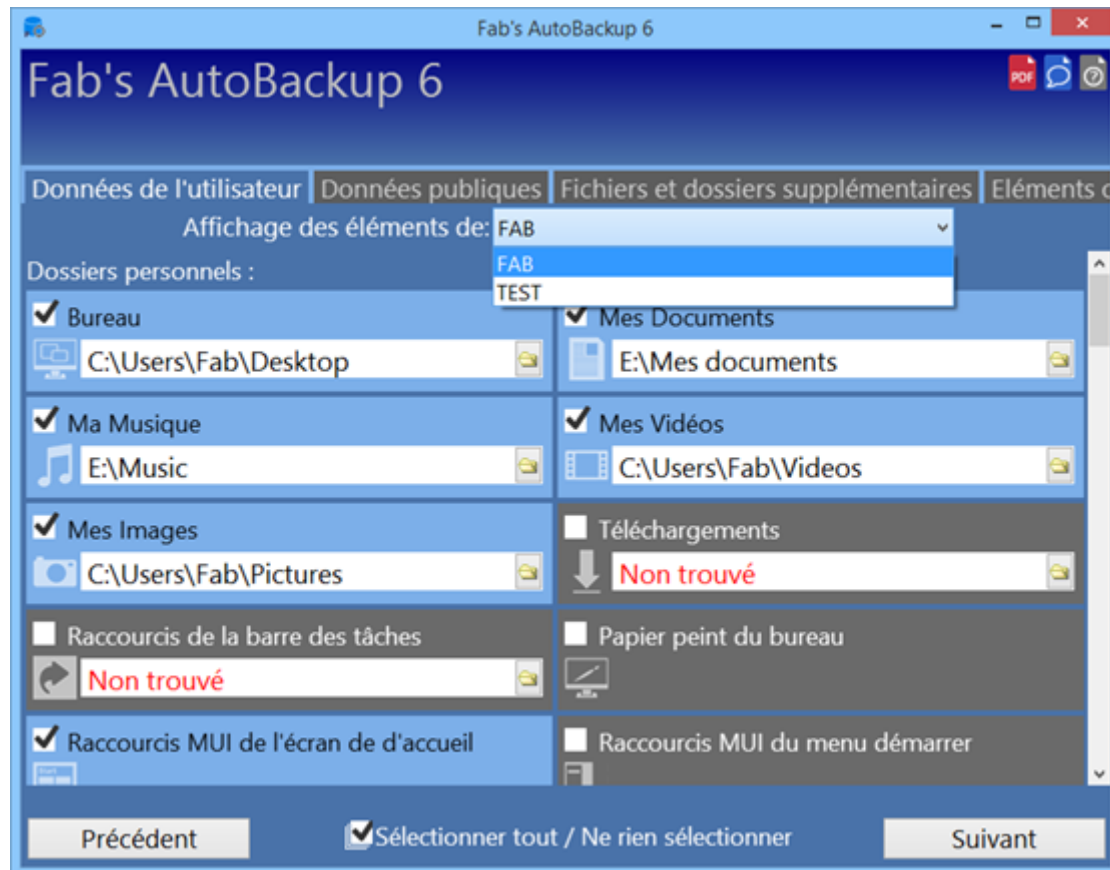 Fab's AutoBackup 6
Fab's AutoBackup 6
PDF
Données de l'utilisateur Données publiques Fichiers et dossiers supplémentaires Eléments
Affichage des éléments de: FAB
FAB
TEST
Dossiers personnels :
Bureau
C:\Users\Fab\Desktop
Mes Documents
E:\Mes documents
Ma Musique
E:\Music
Mes Vidéos
C:\Users\Fab\Videos
Mes Images
C:\Users\Fab\Pictures
Téléchargements
Non trouvé
Raccourcis de la barre des tâches
Non trouvé
Papier peint du bureau
Raccourcis MUI de l'écran de d'accueil
Start
Raccourcis MUI du menu démarrer
Précédent
Sélectionner tout / Ne rien sélectionner
Suivant